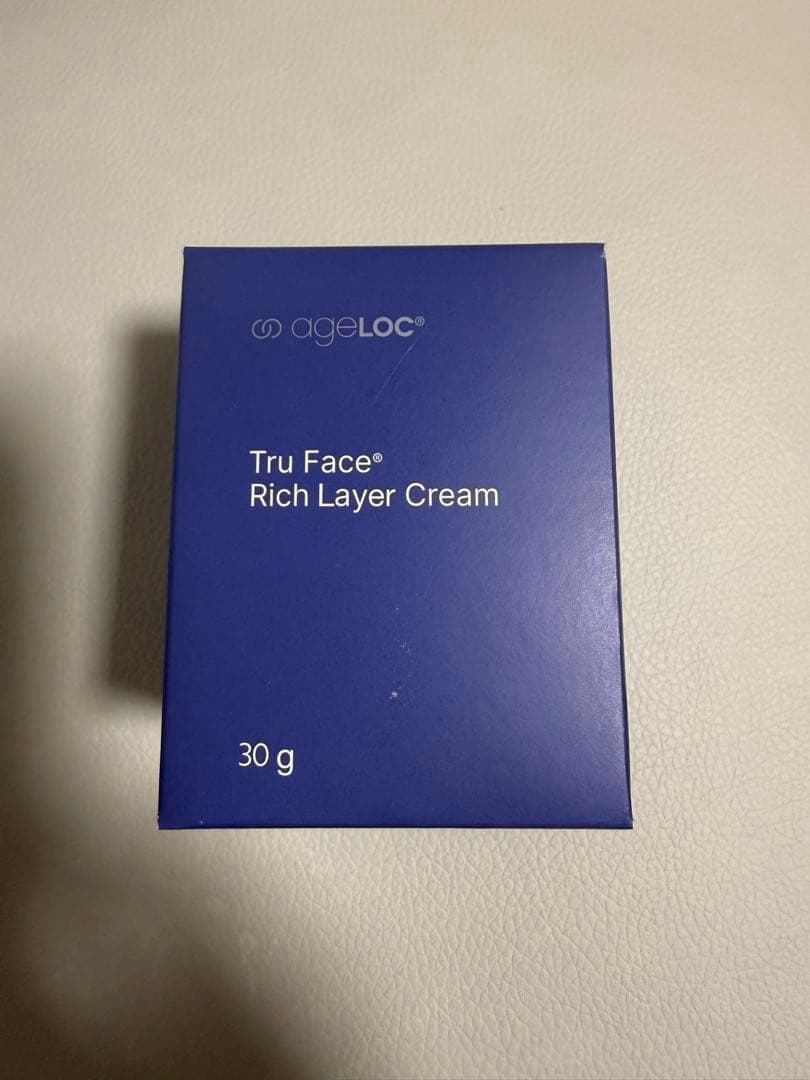 ageLOC®
Tru Face®
Rich Layer Cream
30 g